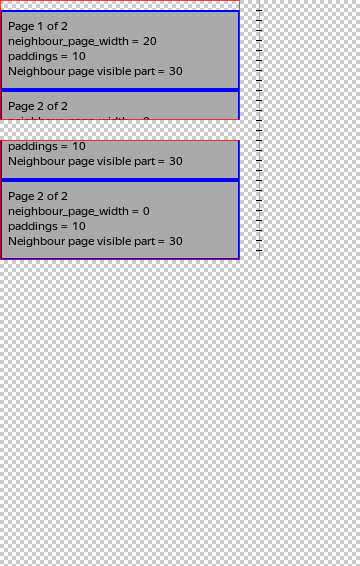 Page 1 of 2
neighbour_page_width = 20
paddings = 10
Neighbour page visible part = 30
Page 2 of 2
paddings = 10
Neighbour page visible part = 30
Page 2 of 2
neighbour_page_width = 0
paddings = 10
Neighbour page visible part = 30